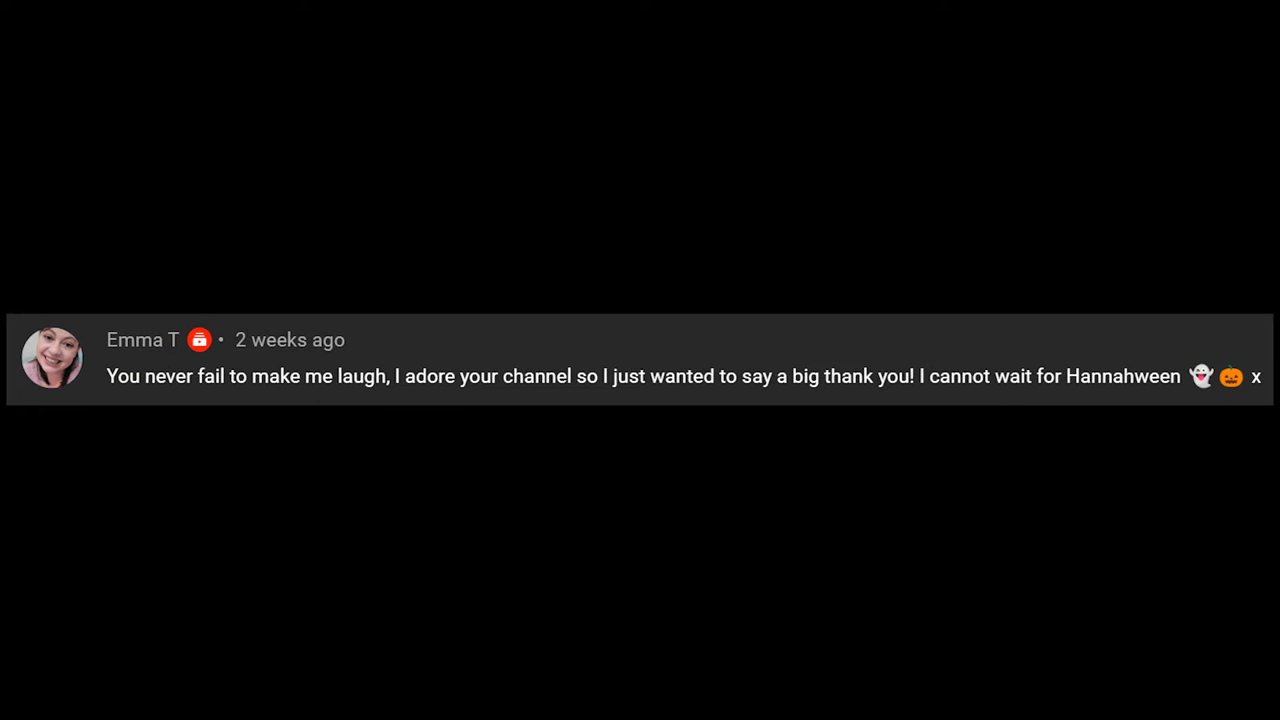 Emma T • 2 weeks ago
You never fail to make me laugh, I adore your channel so I just wanted to say a big thank you! I cannot wait for Hannahween 👻 🎃 x